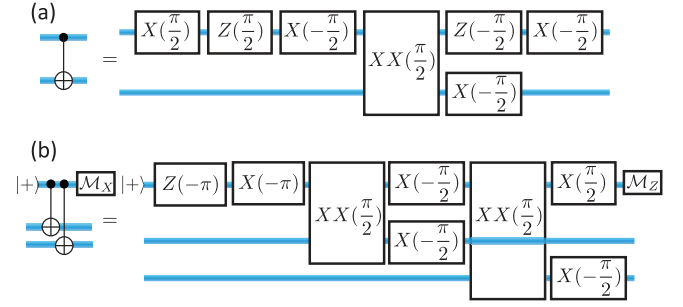 (a)
= X(π/2) Z(π/2) X(−π/2) XX(π/2) Z(−π/2) X(−π/2)
X(−π/2)
(b)
|+⟩ M_X |+⟩ Z(−π) X(−π) XX(π/2) X(−π/2) XX(π/2) X(π/2) M_Z
= X(−π/2)
X(−π/2)